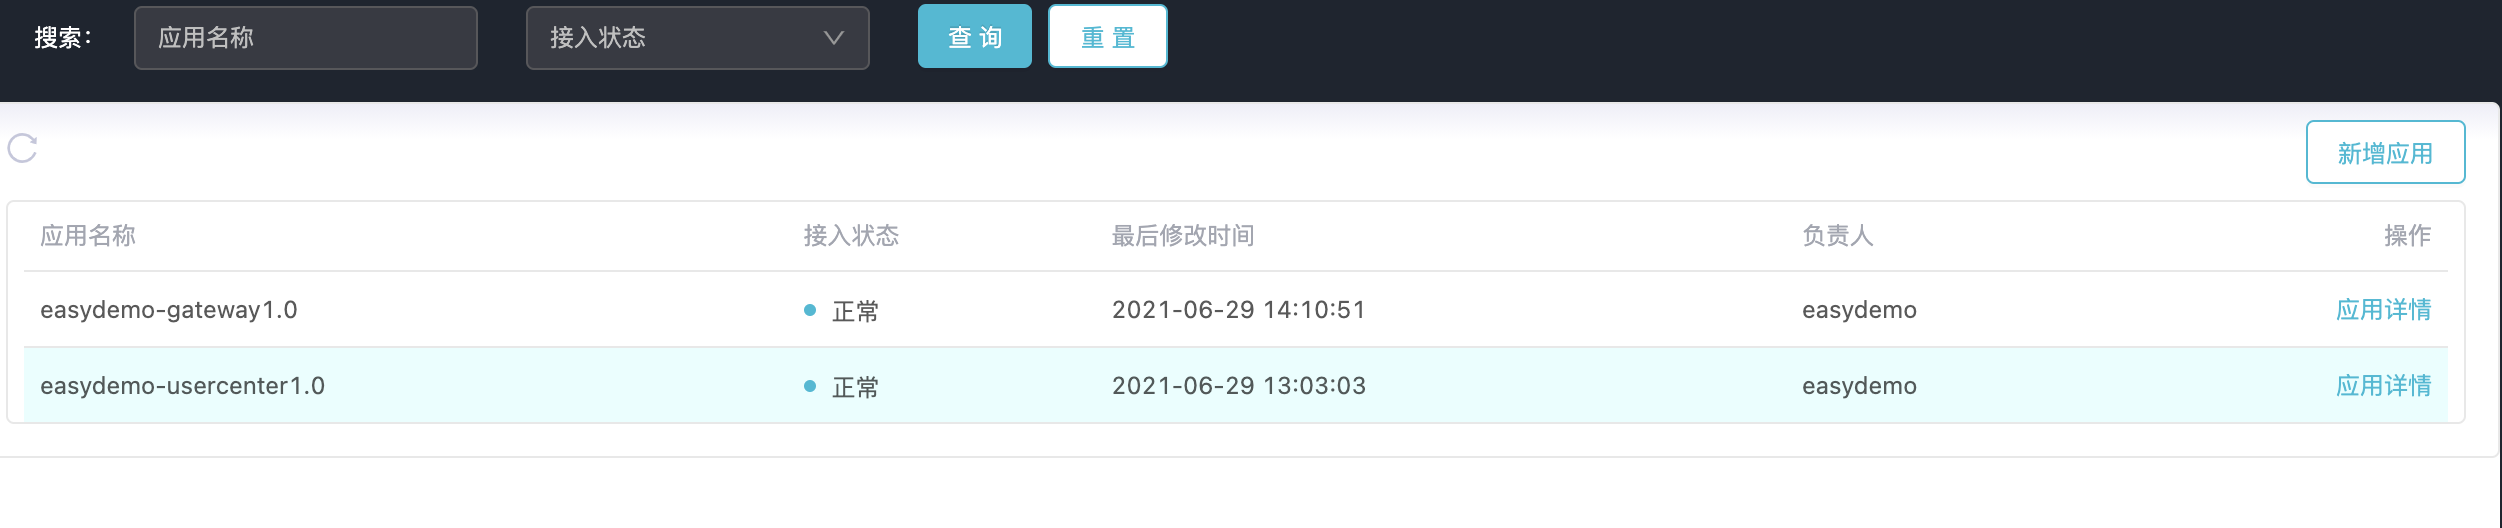 搜索: 应用名称 接入状态 查 询 重 置
新增应用
应用名称 接入状态 最后修改时间 负责人 操作
easydemo-gateway1.0 正常 2021-06-29 14:10:51 easydemo 应用详情
easydemo-usercenter1.0 正常 2021-06-29 13:03:03 easydemo 应用详情